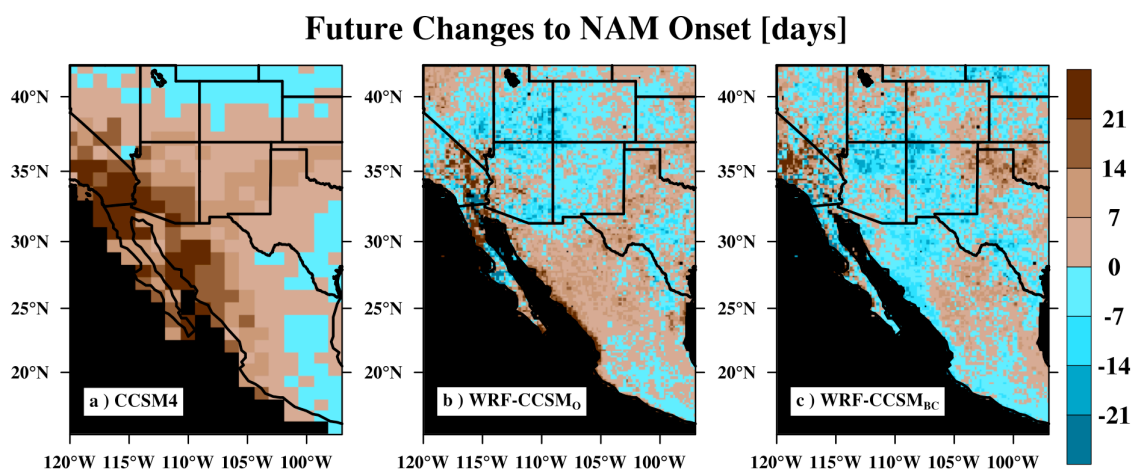 Future Changes to NAM Onset [days]
40°N
35°N
30°N
25°N
20°N
a ) CCSM4
120°W 115°W 110°W 105°W 100°W
40°N
35°N
30°N
25°N
20°N
b ) WRF-CCSMO
120°W 115°W 110°W 105°W 100°W
40°N
35°N
30°N
25°N
20°N
c ) WRF-CCSMBC
120°W 115°W 110°W 105°W 100°W
21
14
7
0
-7
-14
-21